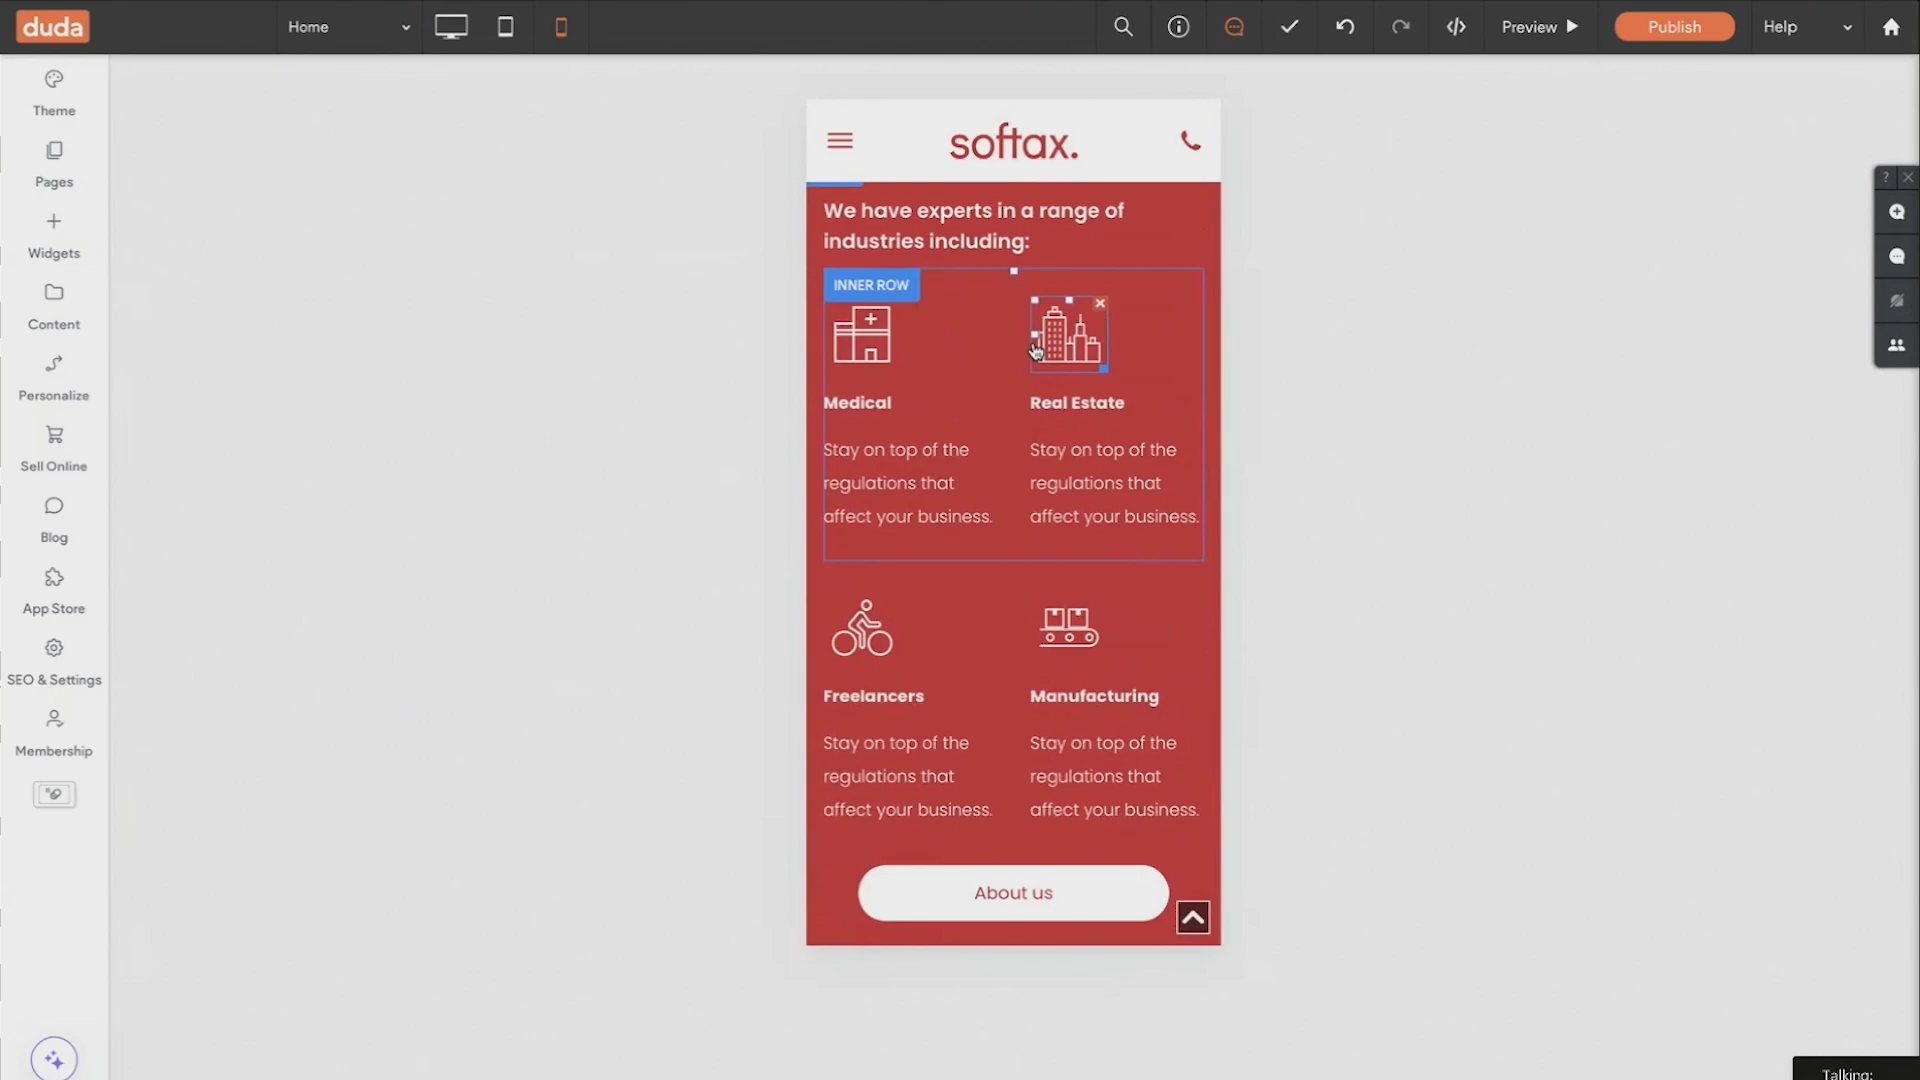 duda
Home
Preview
Publish
Help
Theme
Pages
Widgets
Content
Personalize
Sell Online
Blog
App Store
SEO & Settings
Membership
softax.
We have experts in a range of
industries including:
INNER ROW
Medical
Stay on top of the
regulations that
affect your business.
Real Estate
Stay on top of the
regulations that
affect your business.
Freelancers
Stay on top of the
regulations that
affect your business.
Manufacturing
Stay on top of the
regulations that
affect your business.
About us
?
Talking: